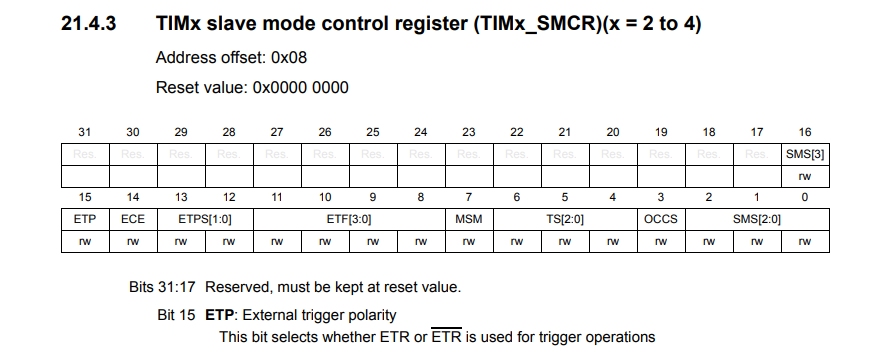 21.4.3 TIMx slave mode control register (TIMx_SMCR)(x = 2 to 4)
Address offset: 0x08
Reset value: 0x0000 0000
31 30 29 28 27 26 25 24 23 22 21 20 19 18 17 16
Res. Res. Res. Res. Res. Res. Res. Res. Res. Res. Res. Res. Res. Res. Res. SMS[3]
rw
15 14 13 12 11 10 9 8 7 6 5 4 3 2 1 0
ETP ECE ETPS[1:0] ETF[3:0] MSM TS[2:0] OCCS SMS[2:0]
rw rw rw rw rw rw rw rw rw rw rw rw rw rw rw rw
Bits 31:17 Reserved, must be kept at reset value.
Bit 15 ETP: External trigger polarity
This bit selects whether ETR or E̅T̅R̅ is used for trigger operations